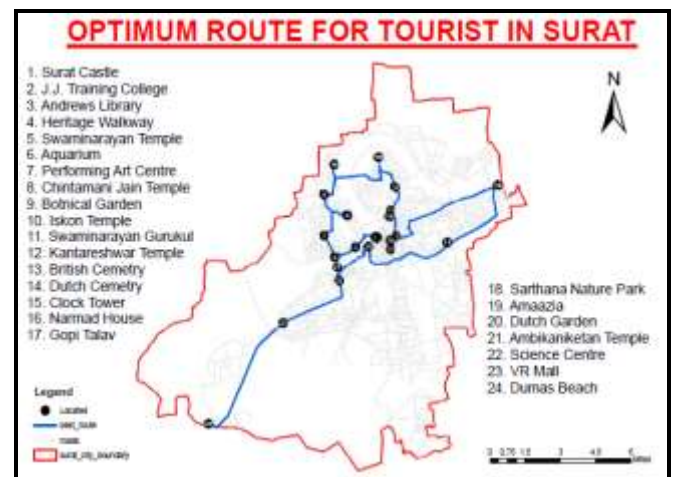 OPTIMUM ROUTE FOR TOURIST IN SURAT
1. Surat Castle
2. J.J. Training College
3. Andrews Library
4. Heritage Walkway
5. Swaminarayan Temple
6. Aquarium
7. Performing Art Centre
8. Chintamani Jain Temple
9. Botnical Garden
10. Iskon Temple
11. Swaminarayan Gurukul
12. Kantareshwar Temple
13. British Cemetry
14. Dutch Cemetry
15. Clock Tower
16. Narmad House
17. Gopi Talav
N
18. Sarthana Nature Park
19. Amaazia
20. Dutch Garden
21. Ambikaniketan Temple
22. Science Centre
23. VR Mall
24. Dumas Beach
Legend
surat_city_boundary